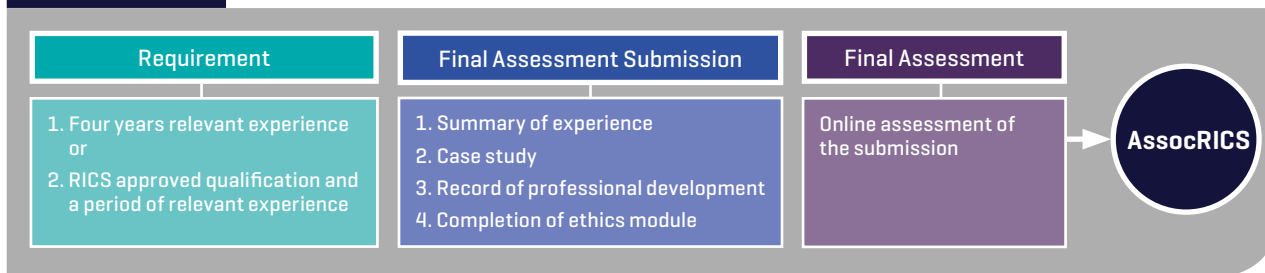 Requirement
1. Four years relevant experience
or
2. RICS approved qualification and
a period of relevant experience
Final Assessment Submission
1. Summary of experience
2. Case study
3. Record of professional development
4. Completion of ethics module
Final Assessment
Online assessment of
the submission
AssocRICS